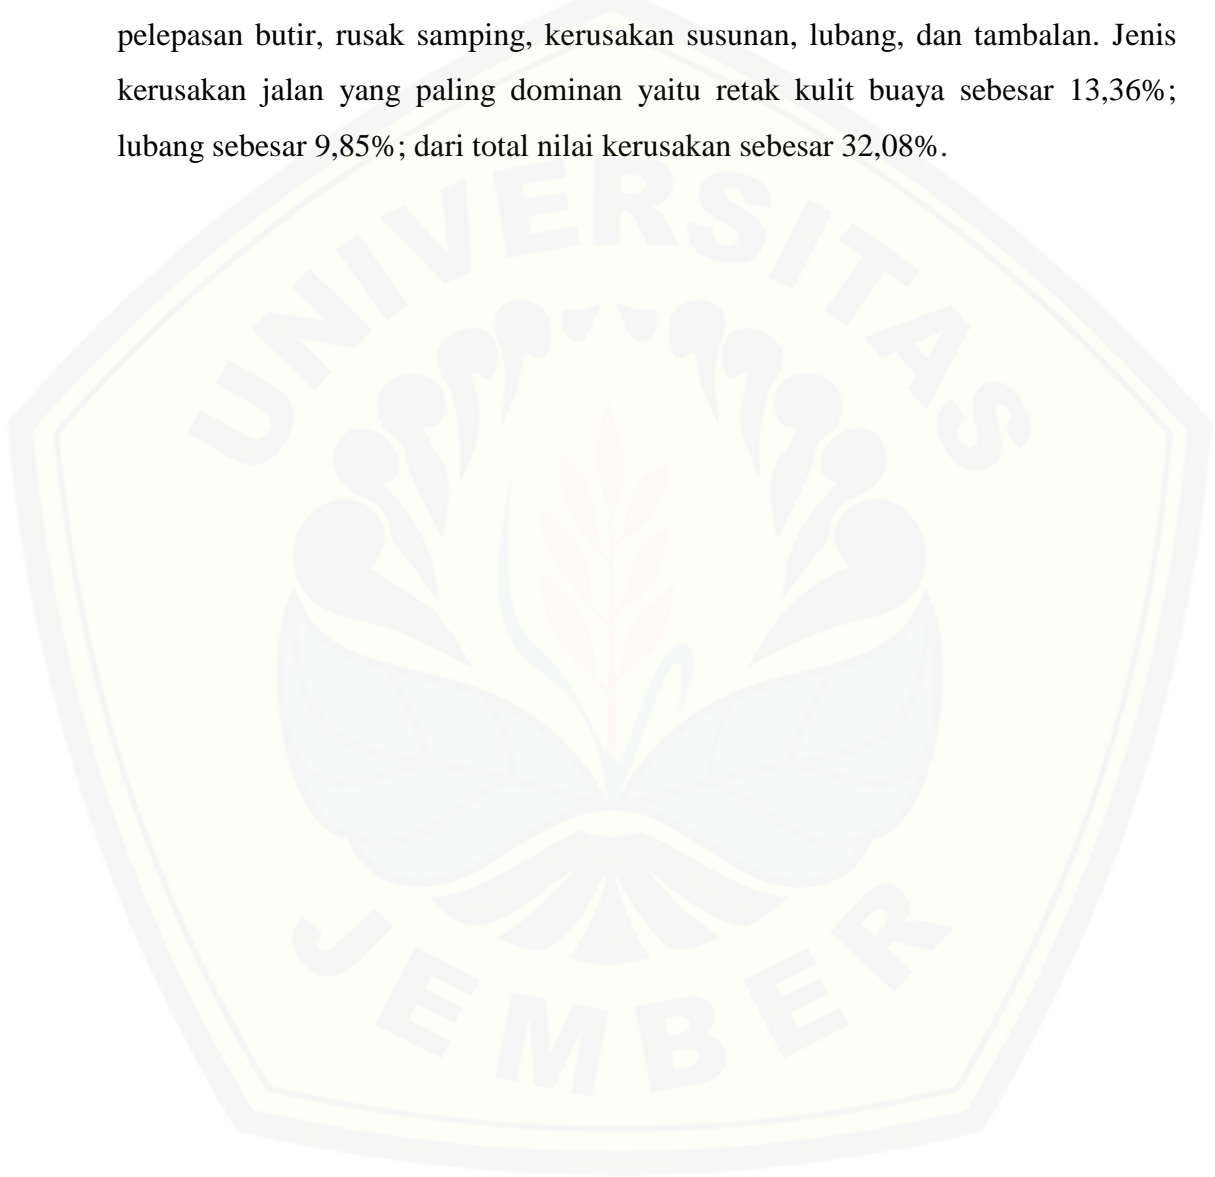 pelepasan butir, rusak samping, kerusakan susunan, lubang, dan tambalan. Jenis
kerusakan jalan yang paling dominan yaitu retak kulit buaya sebesar 13,36%;
lubang sebesar 9,85%; dari total nilai kerusakan sebesar 32,08%.
UNIVERSITAS
JEMBER